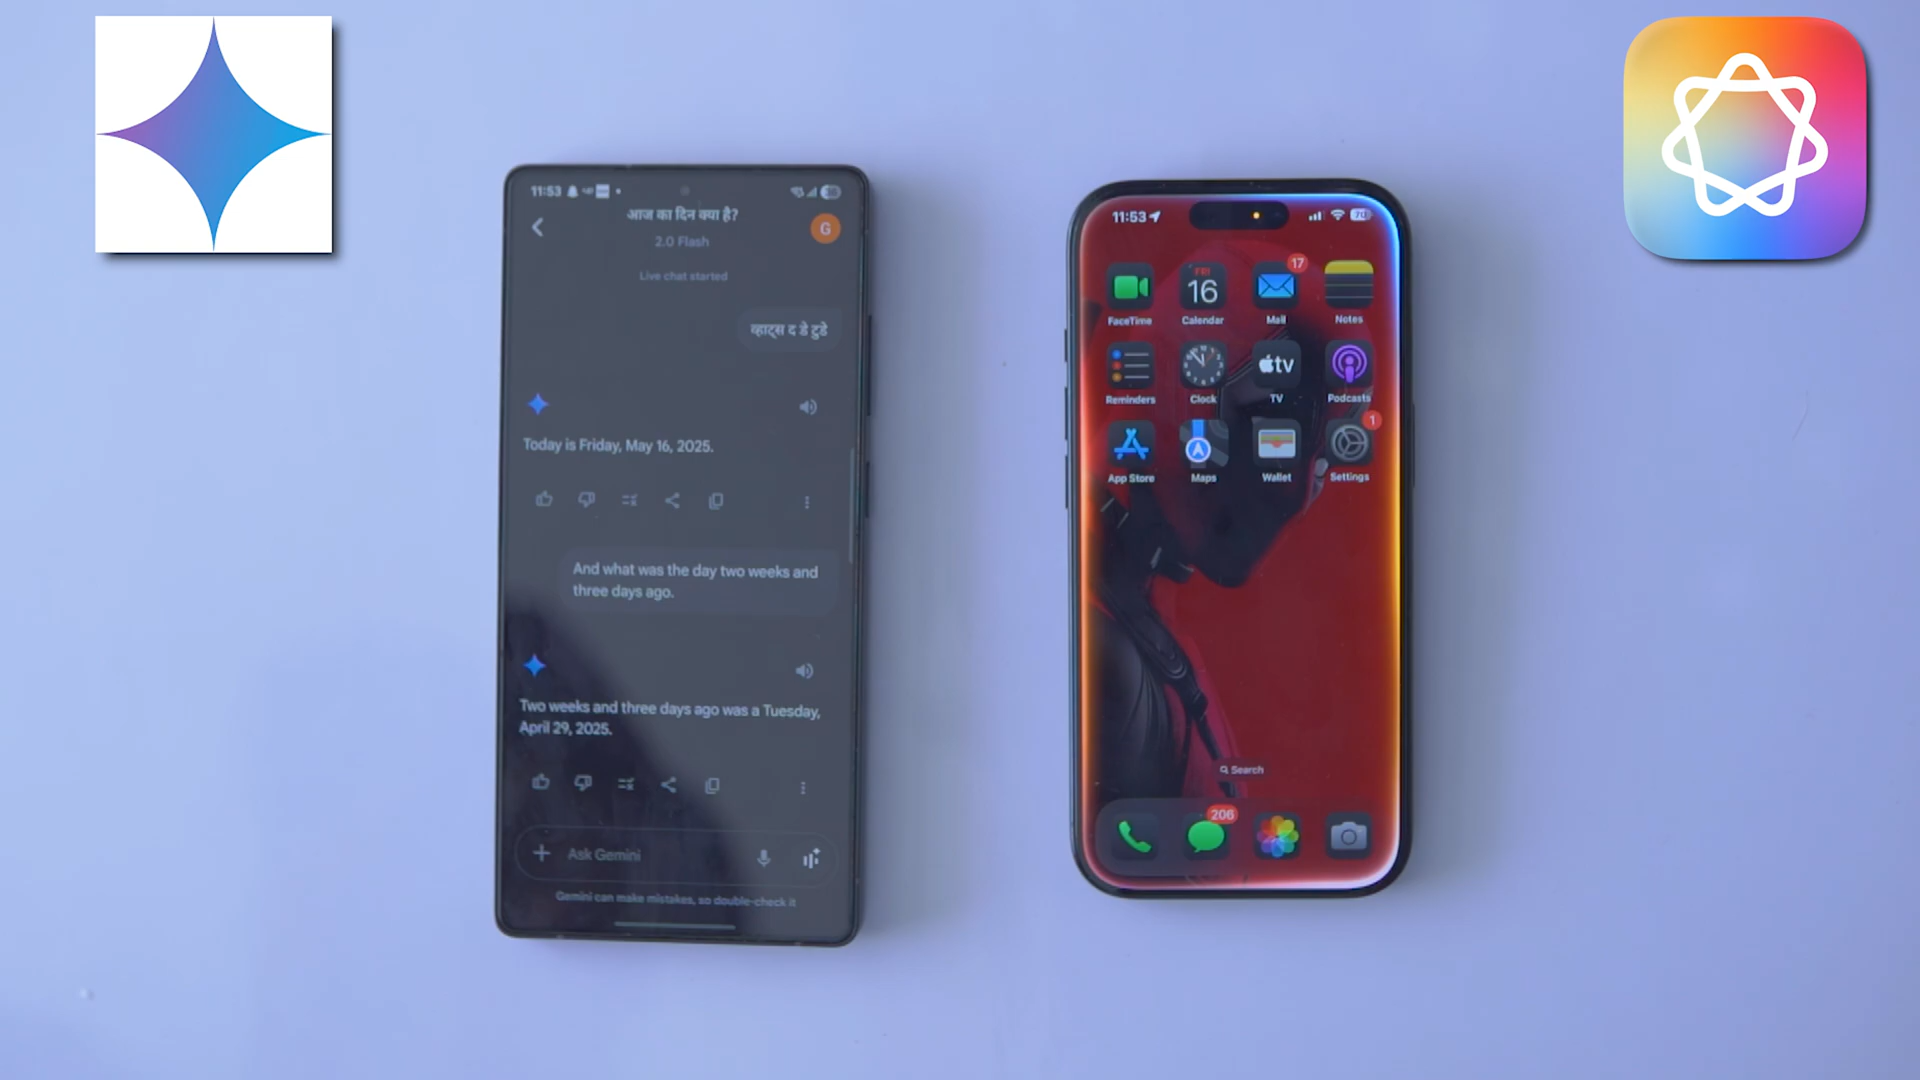 11:53
आज का दिन क्या है?
G
2.0 Flash
Live chat started
व्हाट्स द डे टुडे
Today is Friday, May 16, 2025.
And what was the day two weeks and
three days ago.
Two weeks and three days ago was a Tuesday,
April 29, 2025.
Ask Gemini
Gemini can make mistakes, so double-check it
11:53
70
17
FRI
16
FaceTime
Calendar
Mail
Notes
tv
Reminders
Clock
TV
Podcasts
1
App Store
Maps
Wallet
Settings
Search
206